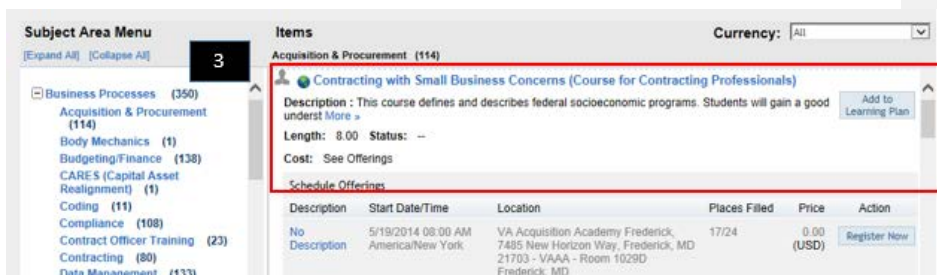 Subject Area Menu
[Expand All] [Collapse All]
3
Business Processes (350)
Acquisition & Procurement
(114)
Body Mechanics (1)
Budgeting/Finance (138)
CARES (Capital Asset
Realignment) (1)
Coding (11)
Compliance (108)
Contract Officer Training (23)
Contracting (80)
Data Management (133)
Items
Currency: All
Acquisition & Procurement (114)
Contracting with Small Business Concerns (Course for Contracting Professionals)
Description : This course defines and describes federal socioeconomic programs. Students will gain a good
underst More »
Add to
Learning Plan
Length: 8.00 Status: --
Cost: See Offerings
Schedule Offerings
Description Start Date/Time Location Places Filled Price Action
No 5/19/2014 08:00 AM VA Acquisition Academy Frederick, 17/24 0.00 Register Now
Description America/New York 7485 New Horizon Way, Frederick, MD (USD)
21703 - VAAA - Room 1029D
Frederick, MD